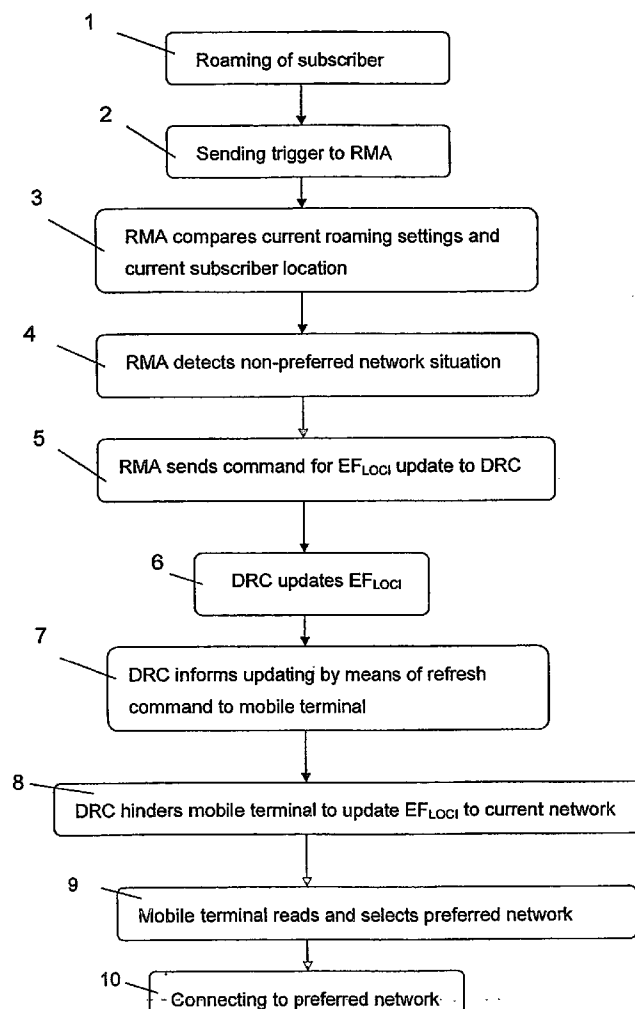 1
Roaming of subscriber
2
Sending trigger to RMA
3
RMA compares current roaming settings and
current subscriber location
4
RMA detects non-preferred network situation
5
RMA sends command for EFLOCI update to DRC
6
DRC updates EFLOCI
7
DRC informs updating by means of refresh
command to mobile terminal
8
DRC hinders mobile terminal to update EFLOCI to current network
9
Mobile terminal reads and selects preferred network
10
Connecting to preferred network